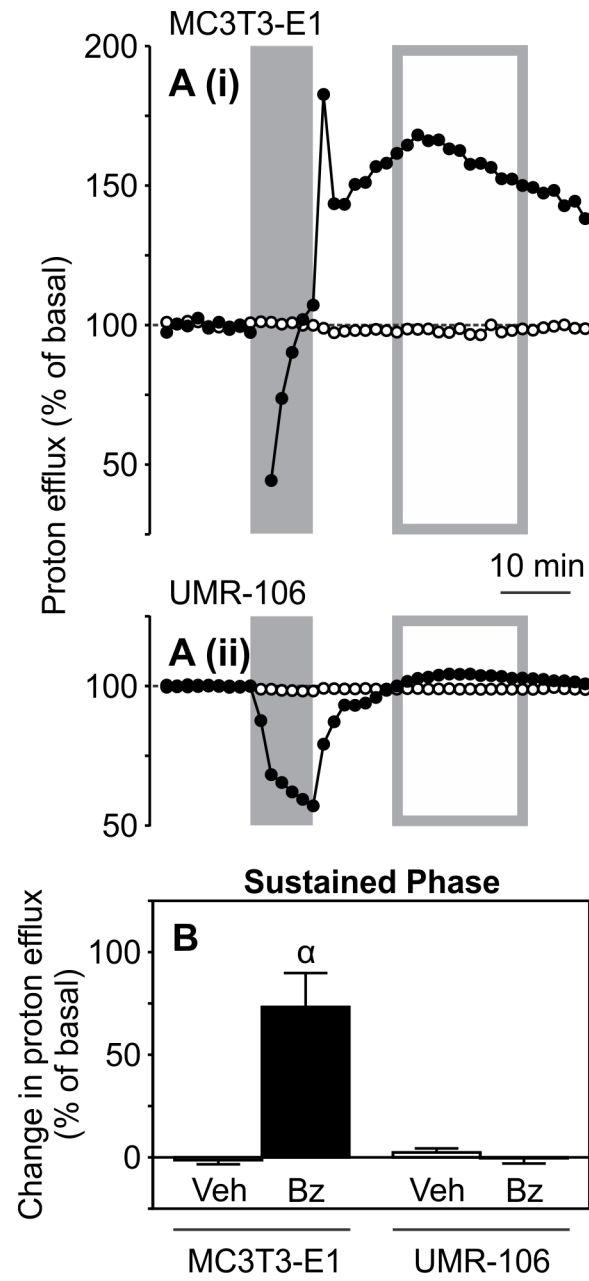 MC3T3-E1
200
A (i)
150
100
50
Proton efflux (% of basal)
10 min
UMR-106
A (ii)
100
50
Sustained Phase
B
α
100
50
0
Change in proton efflux
(% of basal)
Veh Bz Veh Bz
MC3T3-E1 UMR-106